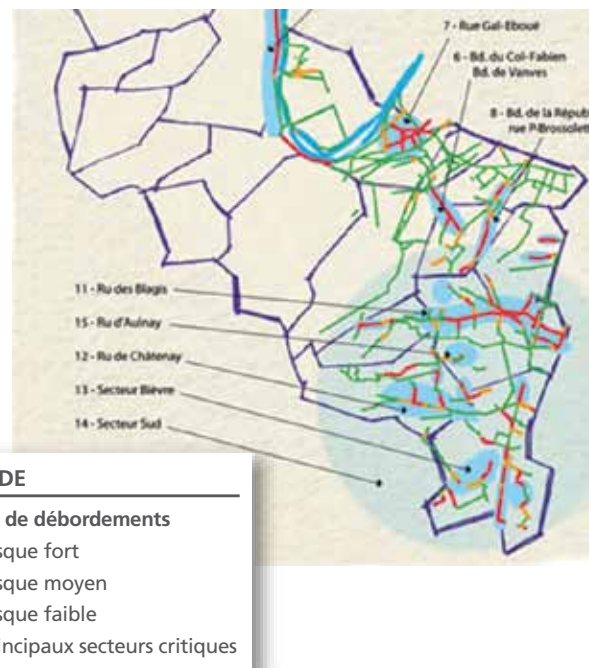 7 - Rue Gal-Eboué
6 - Bd. du Col-Fabien
Bd. de Vanves
8 - Bd. de la Répub
rue P-Brossolett
11 - Ru des Blagis
15 - Ru d'Aulnay
12 - Ru de Châtenay
13 - Secteur Bièvre
14 - Secteur Sud
DE
de débordements
sque fort
sque moyen
sque faible
incipaux secteurs critiques